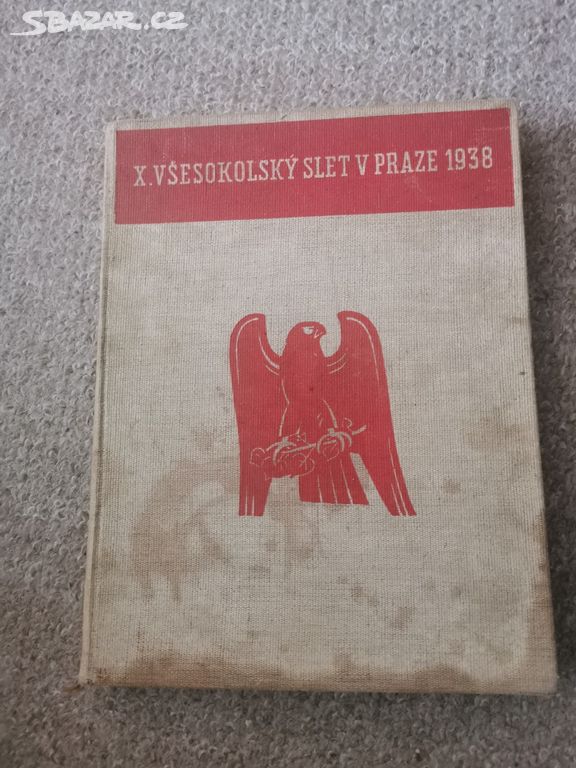 SBAZAR.CZ
X. VŠESOKOLSKÝ SLET V PRAZE 1938